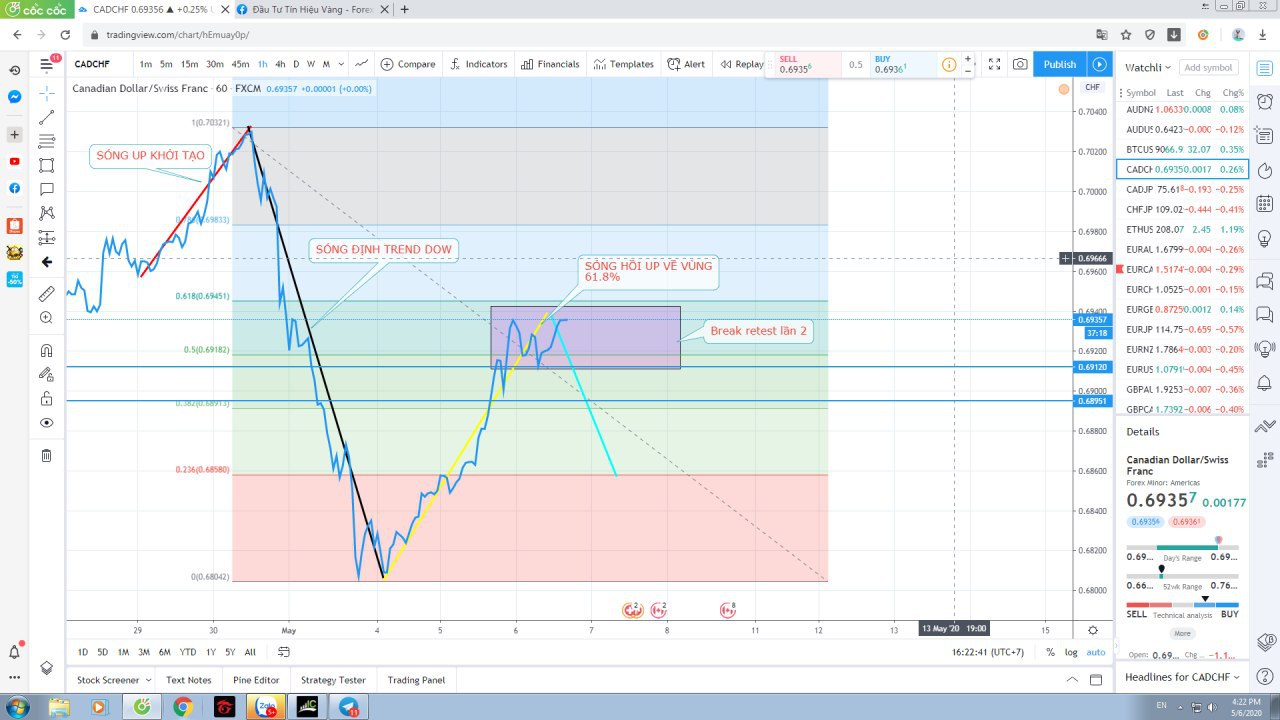 cốc cốc
CADCHF 0.69356 ▲ +0.25% U
Đầu Tư Tín Hiệu Vàng - Forex
tradingview.com/chart/hEmuay0p/
11
CADCHF 1m 5m 15m 30m 45m 1h 4h D W M Compare Indicators Financials Templates Alert Replay
SELL 0.5 BUY
0.6935⁶ 0.6936¹
Publish
Watchli Add symbol
Canadian Dollar/Swiss Franc · 60 · FXCM 0.69357 +0.00001 (+0.00%)
CHF
Symbol Last Chg Chg%
1(0.70321)
SÓNG UP KHỞI TẠO
SÓNG ĐỊNH TREND DOW
SÓNG HỒI UP VỀ VÙNG
61.8%
Break retest lần 2
0.618(0.69451)
0.5(0.69182)
0.382(0.68913)
0.236(0.68580)
0(0.68042)
0.70400
0.70200
0.70000
0.69800
0.69666
0.69600
0.69400
0.69357
37:18
0.69200
0.69120
0.69000
0.68951
0.68800
0.68600
0.68400
0.68200
0.68000
AUDNZ 1.0633 0.0008 0.08%
AUDUS 0.6423 −0.000 −0.12%
BTCUS 9066.9 32.07 0.35%
CADCH 0.6935 0.0017 0.26%
CADJP 75.61⁸ −0.193 −0.25%
CHFJP 109.02 −0.444 −0.41%
ETHUS 208.07 2.45 1.19%
EURAU 1.6799 −0.004 −0.26%
EURCA 1.5174 −0.004 −0.29%
EURCH 1.0525 −0.001 −0.15%
EURGE 0.8725 0.0012 0.14%
EURJP 114.75 −0.659 −0.57%
EURNZ 1.7864 −0.003 −0.20%
EURUS 1.0791 −0.004 −0.45%
GBPAU 1.9253 −0.007 −0.36%
GBPCA 1.7392 −0.006 −0.40%
Details
Canadian Dollar/Swiss
Franc
Forex Minor: Americas
0.6935⁷ 0.00177
0.6935⁶ 0.6936¹
0.69... Day's Range 0.69...
0.66... 52wk Range 0.76...
SELL Technical analysis BUY
More
Open: 0.69... Chg ... −1.1...
Headlines for CADCHF
29 30 May 4 5 6 7 8 11 12 13 13 May '20 19:00 15
1D 5D 1M 3M 6M YTD 1Y 5Y All
16:22:41 (UTC+7) % log auto
Stock Screener Text Notes Pine Editor Strategy Tester Trading Panel
Zalo
11
EN
4:22 PM
5/6/2020